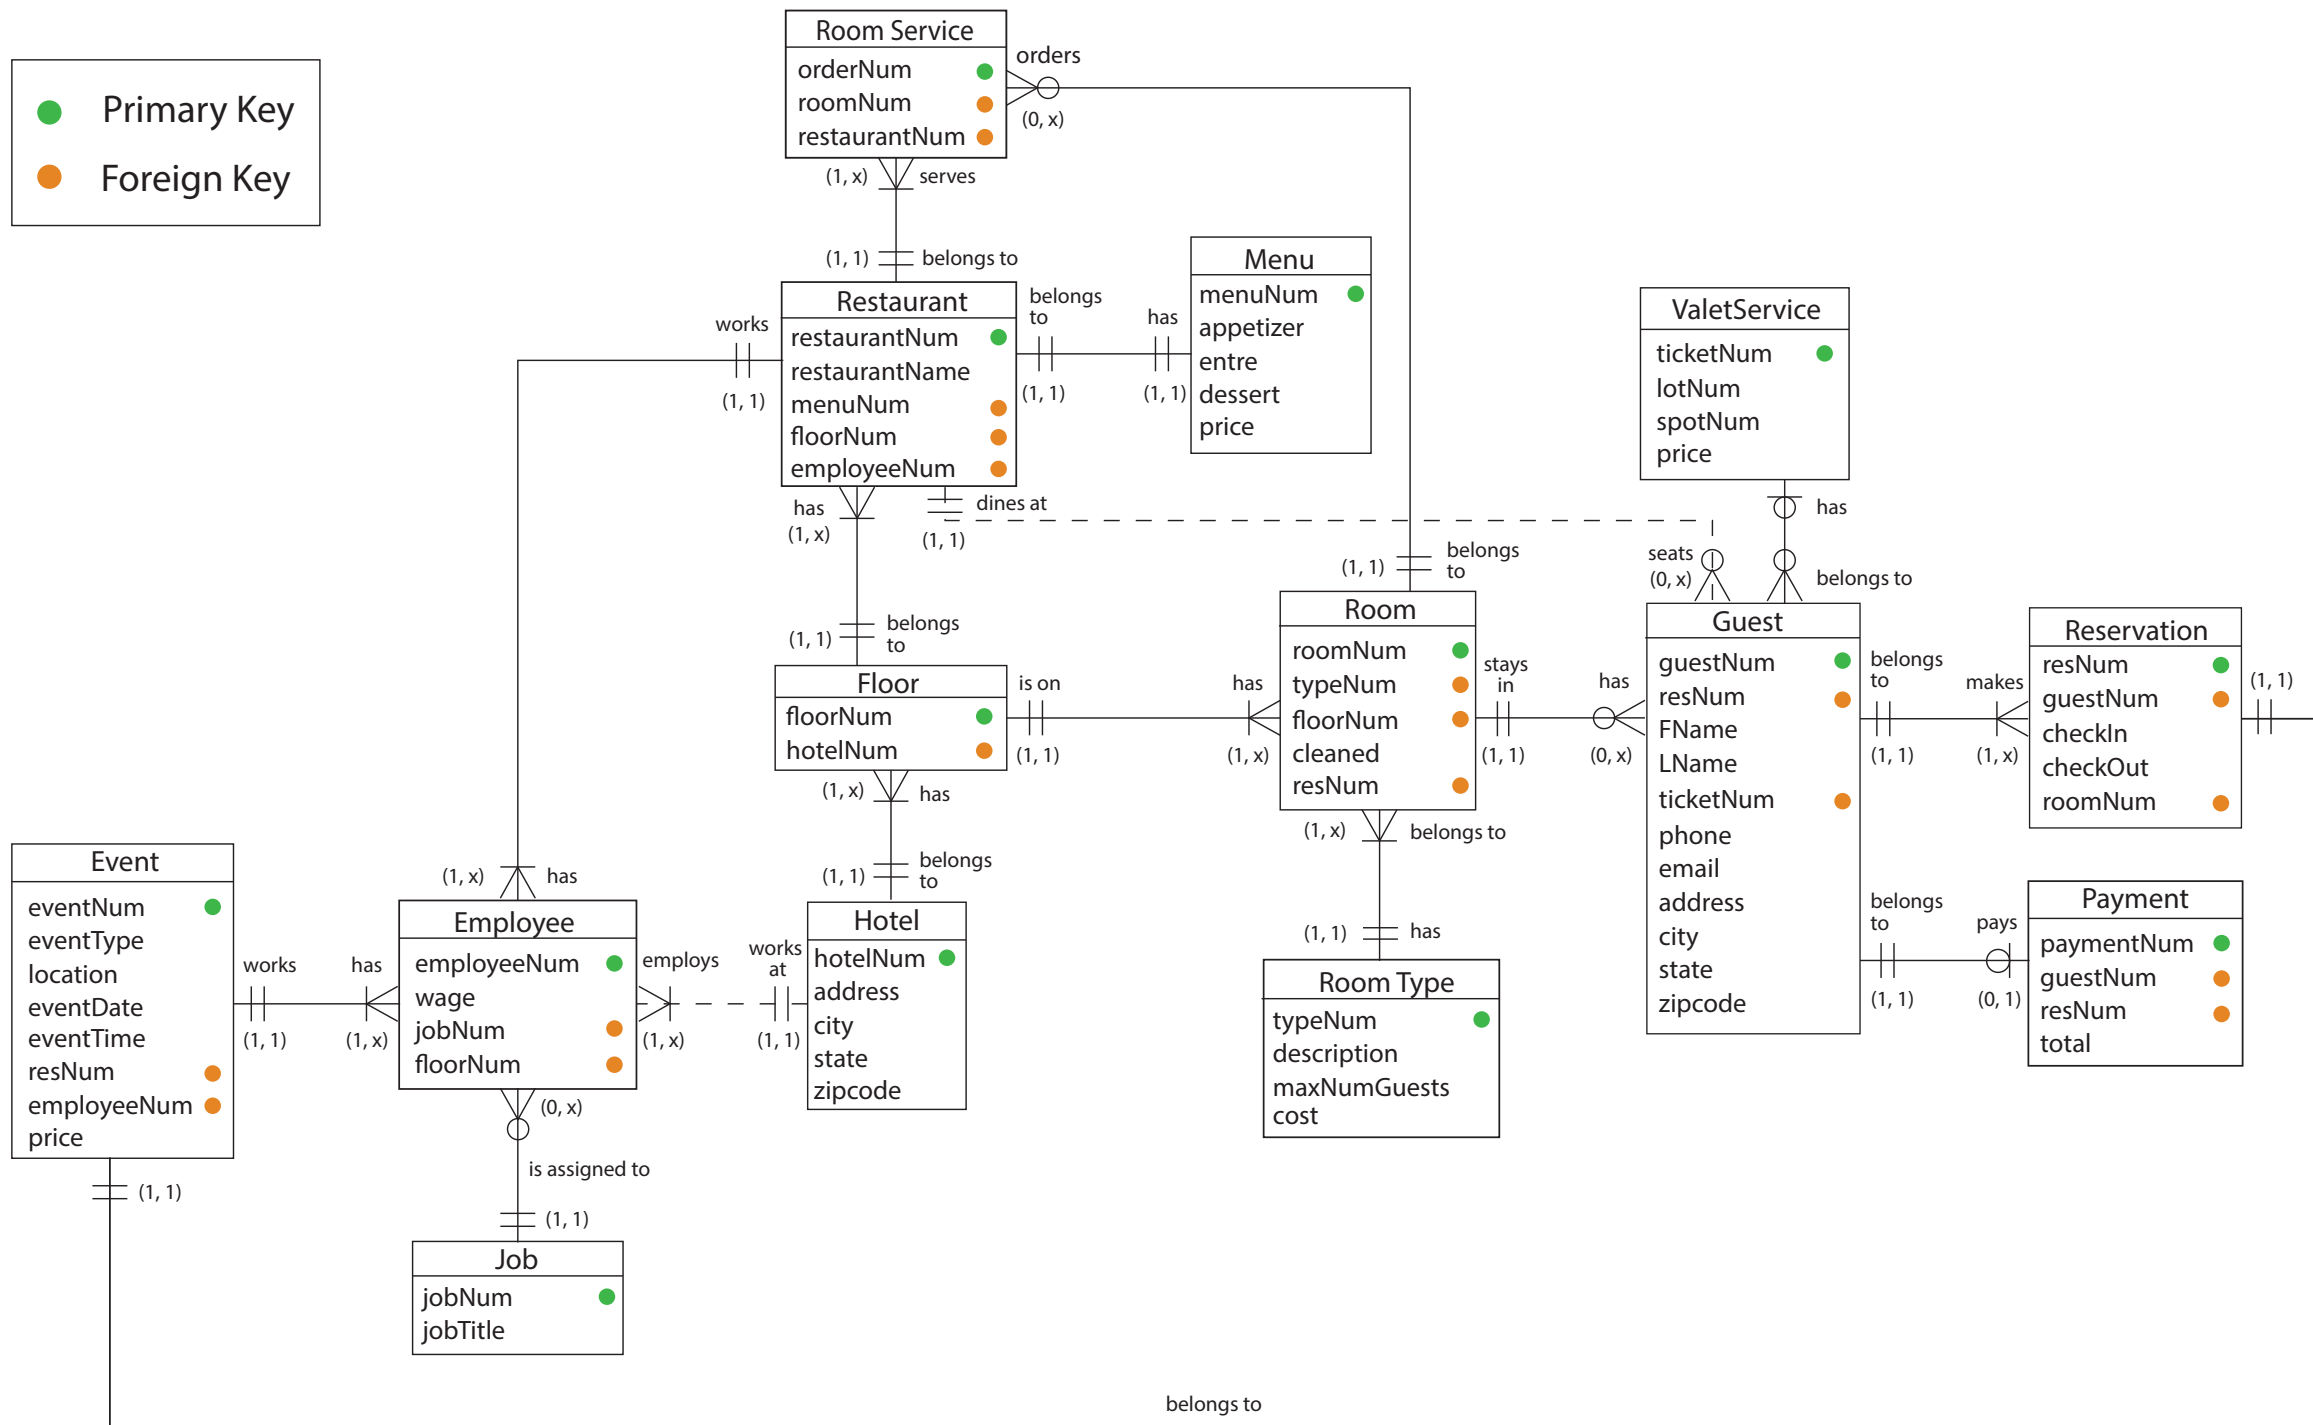 Primary Key
Foreign Key
Room Service
orderNum
roomNum
restaurantNum
orders
(0, x)
(1, x)
serves
(1, 1)
belongs to
Restaurant
restaurantNum
restaurantName
menuNum
floorNum
employeeNum
works
(1, 1)
belongs
to
(1, 1)
has
(1, 1)
Menu
menuNum
appetizer
entre
dessert
price
ValetService
ticketNum
lotNum
spotNum
price
has
belongs to
has
(1, x)
dines at
(1, 1)
seats
(0, x)
(1, 1)
belongs
to
(1, 1)
belongs
to
Floor
floorNum
hotelNum
is on
(1, 1)
has
(1, x)
Room
roomNum
typeNum
floorNum
cleaned
resNum
stays
in
(1, 1)
has
(0, x)
Guest
guestNum
resNum
FName
LName
ticketNum
phone
email
address
city
state
zipcode
belongs
to
(1, 1)
makes
(1, x)
Reservation
resNum
guestNum
checkIn
checkOut
roomNum
(1, 1)
(1, x)
has
(1, 1)
belongs
to
(1, x)
belongs to
(1, 1)
has
Room Type
typeNum
description
maxNumGuests
cost
belongs
to
(1, 1)
pays
(0, 1)
Payment
paymentNum
guestNum
resNum
total
Event
eventNum
eventType
location
eventDate
eventTime
resNum
employeeNum
price
works
(1, 1)
has
(1, x)
(1, x)
has
Employee
employeeNum
wage
jobNum
floorNum
employs
(1, x)
works
at
(1, 1)
Hotel
hotelNum
address
city
state
zipcode
(0, x)
is assigned to
(1, 1)
(1, 1)
Job
jobNum
jobTitle
belongs to